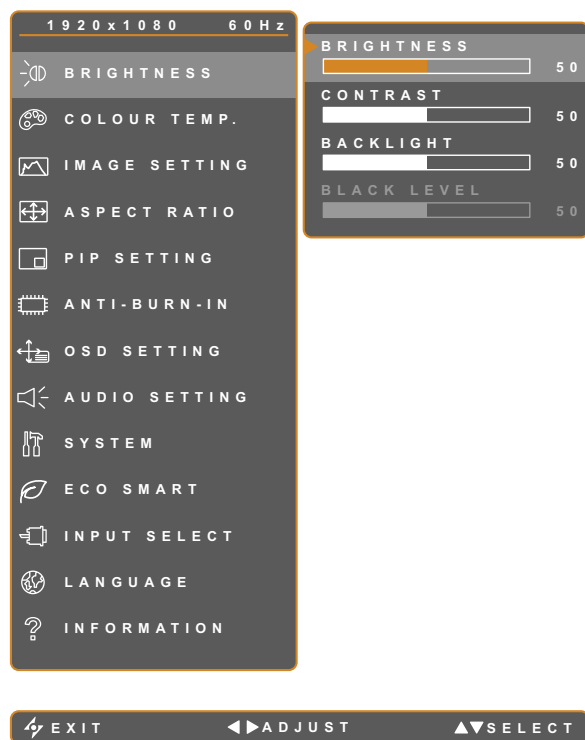 1920x1080 60Hz
BRIGHTNESS
COLOUR TEMP.
IMAGE SETTING
ASPECT RATIO
PIP SETTING
ANTI-BURN-IN
OSD SETTING
AUDIO SETTING
SYSTEM
ECO SMART
INPUT SELECT
LANGUAGE
INFORMATION
BRIGHTNESS
50
CONTRAST
50
BACKLIGHT
50
BLACK LEVEL
50
EXIT ADJUST SELECT